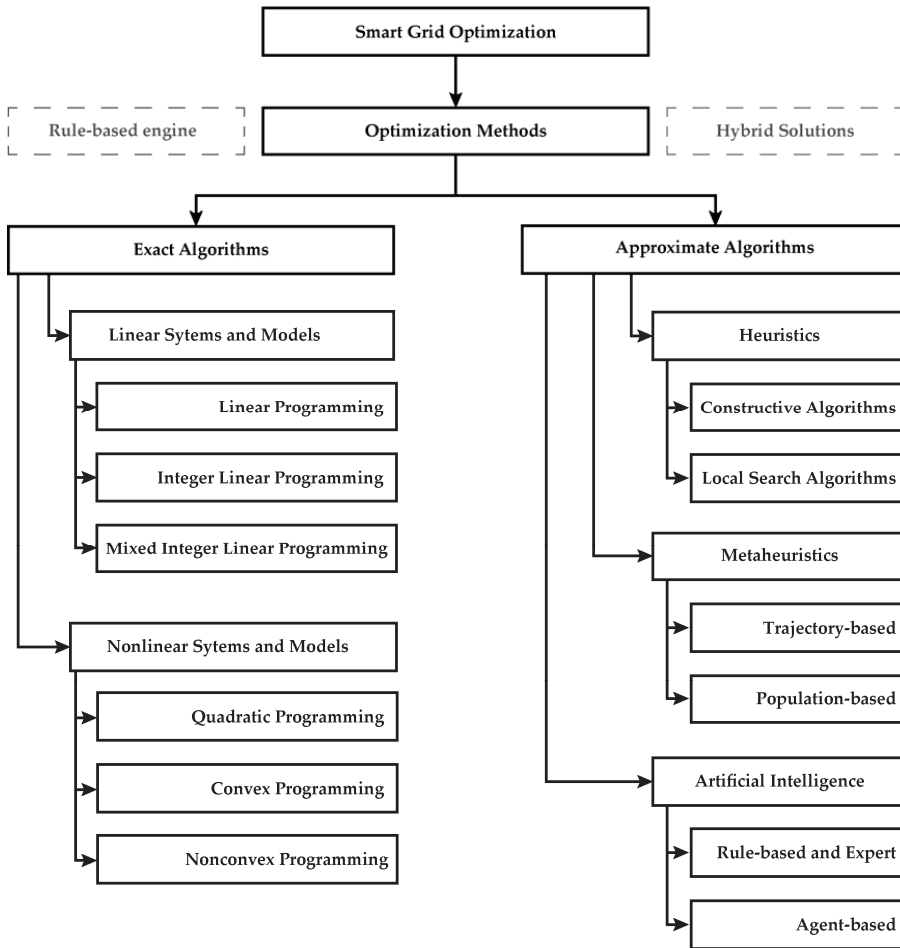 Smart Grid Optimization
Rule-based engine
Optimization Methods
Hybrid Solutions
Exact Algorithms
Approximate Algorithms
Linear Sytems and Models
Linear Programming
Integer Linear Programming
Mixed Integer Linear Programming
Nonlinear Sytems and Models
Quadratic Programming
Convex Programming
Nonconvex Programming
Heuristics
Constructive Algorithms
Local Search Algorithms
Metaheuristics
Trajectory-based
Population-based
Artificial Intelligence
Rule-based and Expert
Agent-based